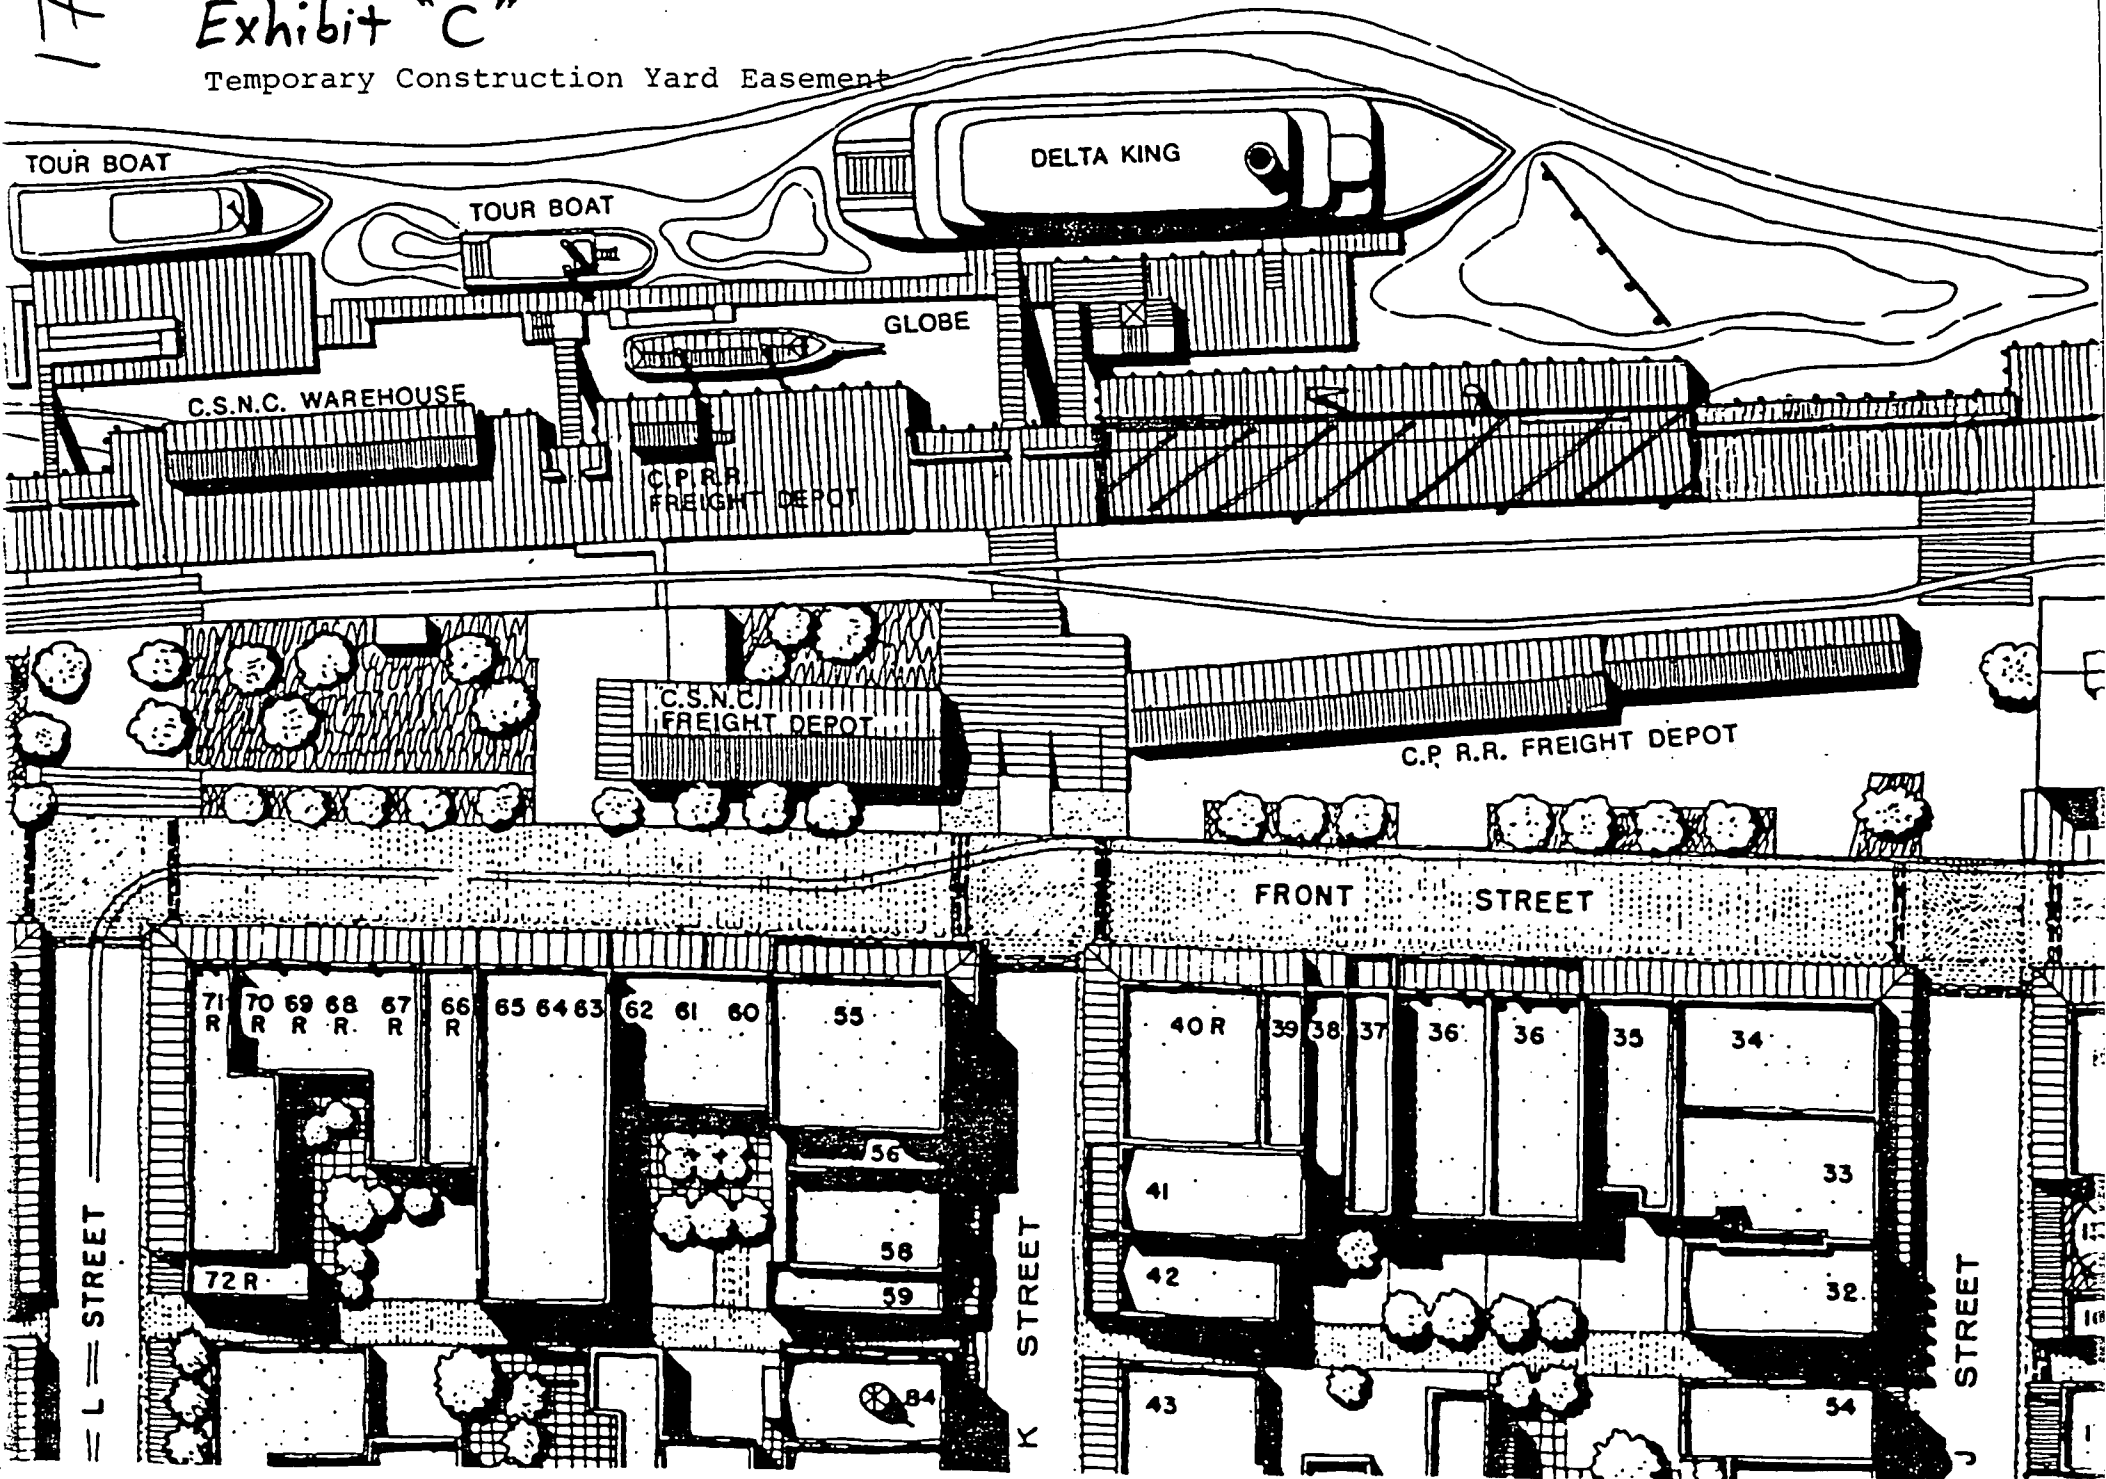 Exhibit "C"
Temporary Construction Yard Easement
TOUR BOAT
TOUR BOAT
DELTA KING
GLOBE
C.S.N.C. WAREHOUSE
C.P.R.R.
FREIGHT DEPOT
C.S.N.C.
FREIGHT DEPOT
C.P. R.R. FREIGHT DEPOT
FRONT STREET
71 70 69 68 67 66 65 64 63 62 61 60 55
R R R R. R R
40 R 39 38 37 36 36 35 34
56
41
33
58
42
72 R
59
32
84
43
54
L STREET
K STREET
J STREET